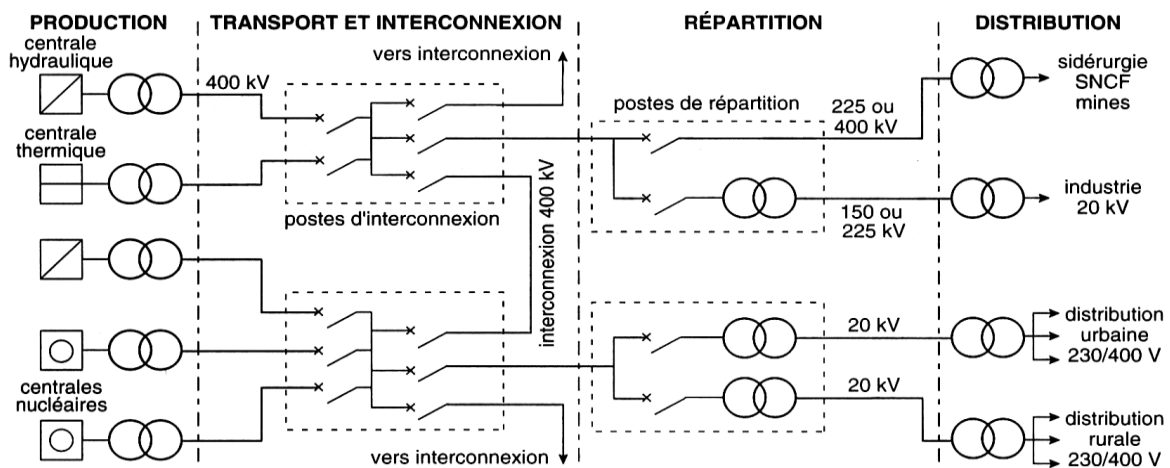 PRODUCTION
TRANSPORT ET INTERCONNEXION
RÉPARTITION
DISTRIBUTION
centrale
hydraulique
400 kV
vers interconnexion
postes de répartition
225 ou
400 kV
sidérurgie
SNCF
mines
centrale
thermique
postes d'interconnexion
interconnexion 400 kV
150 ou
225 kV
industrie
20 kV
20 kV
distribution
urbaine
230/400 V
centrales
nucléaires
20 kV
distribution
rurale
230/400 V
vers interconnexion